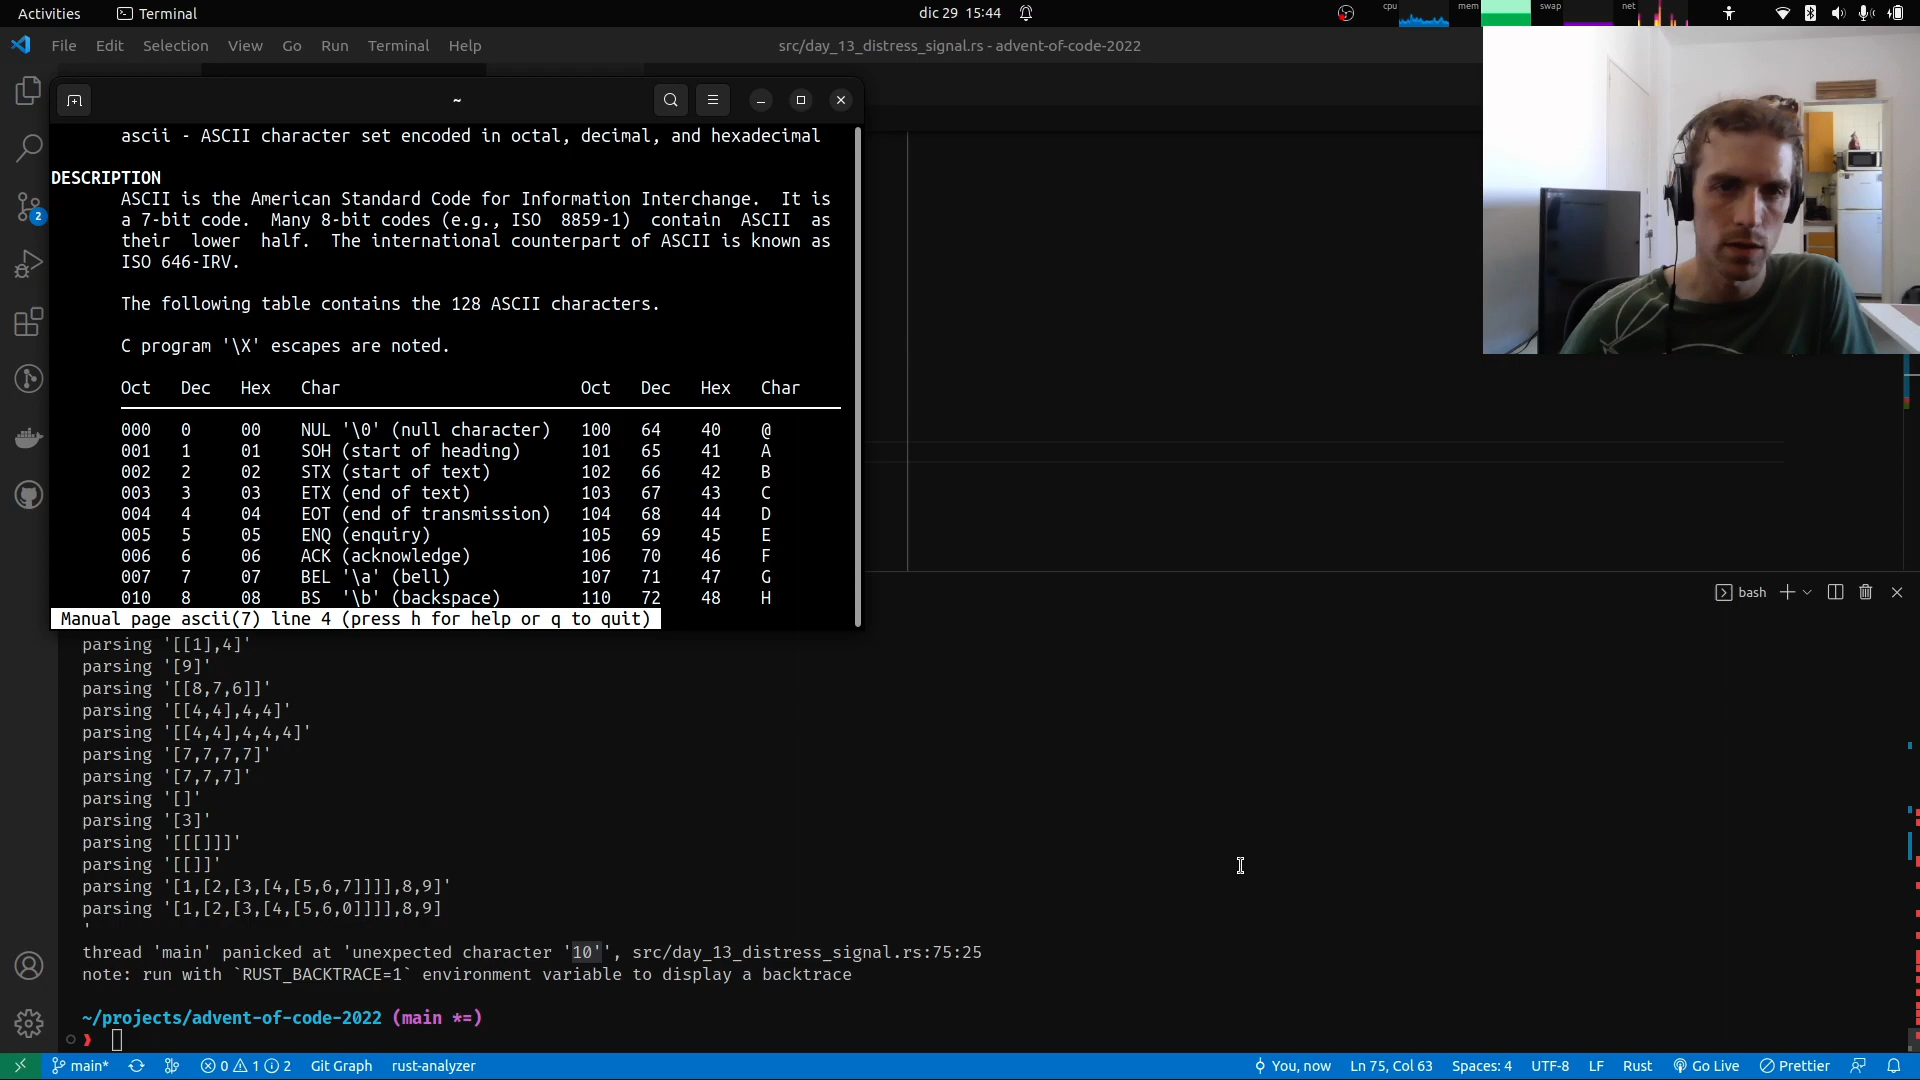 Activities
Terminal
dic 29 15:44
cpu
mem
swap
net
File Edit Selection View Go Run Terminal Help
src/day_13_distress_signal.rs - advent-of-code-2022
~
ascii - ASCII character set encoded in octal, decimal, and hexadecimal
DESCRIPTION
ASCII is the American Standard Code for Information Interchange. It is
a 7-bit code. Many 8-bit codes (e.g., ISO 8859-1) contain ASCII as
their lower half. The international counterpart of ASCII is known as
ISO 646-IRV.
The following table contains the 128 ASCII characters.
C program '\X' escapes are noted.
Oct Dec Hex Char Oct Dec Hex Char
000 0 00 NUL '\0' (null character) 100 64 40 @
001 1 01 SOH (start of heading) 101 65 41 A
002 2 02 STX (start of text) 102 66 42 B
003 3 03 ETX (end of text) 103 67 43 C
004 4 04 EOT (end of transmission) 104 68 44 D
005 5 05 ENQ (enquiry) 105 69 45 E
006 6 06 ACK (acknowledge) 106 70 46 F
007 7 07 BEL '\a' (bell) 107 71 47 G
010 8 08 BS '\b' (backspace) 110 72 48 H
Manual page ascii(7) line 4 (press h for help or q to quit)
2
bash
parsing '[[1],4]'
parsing '[9]'
parsing '[[8,7,6]]'
parsing '[[4,4],4,4]'
parsing '[[4,4],4,4,4]'
parsing '[7,7,7,7]'
parsing '[7,7,7]'
parsing '[]'
parsing '[3]'
parsing '[[[]]]'
parsing '[[]]'
parsing '[1,[2,[3,[4,[5,6,7]]]],8,9]'
parsing '[1,[2,[3,[4,[5,6,0]]]],8,9]
'
thread 'main' panicked at 'unexpected character '10'', src/day_13_distress_signal.rs:75:25
note: run with `RUST_BACKTRACE=1` environment variable to display a backtrace
~/projects/advent-of-code-2022 (main *=)
❯
main* 0 1 2 Git Graph rust-analyzer You, now Ln 75, Col 63 Spaces: 4 UTF-8 LF Rust Go Live Prettier